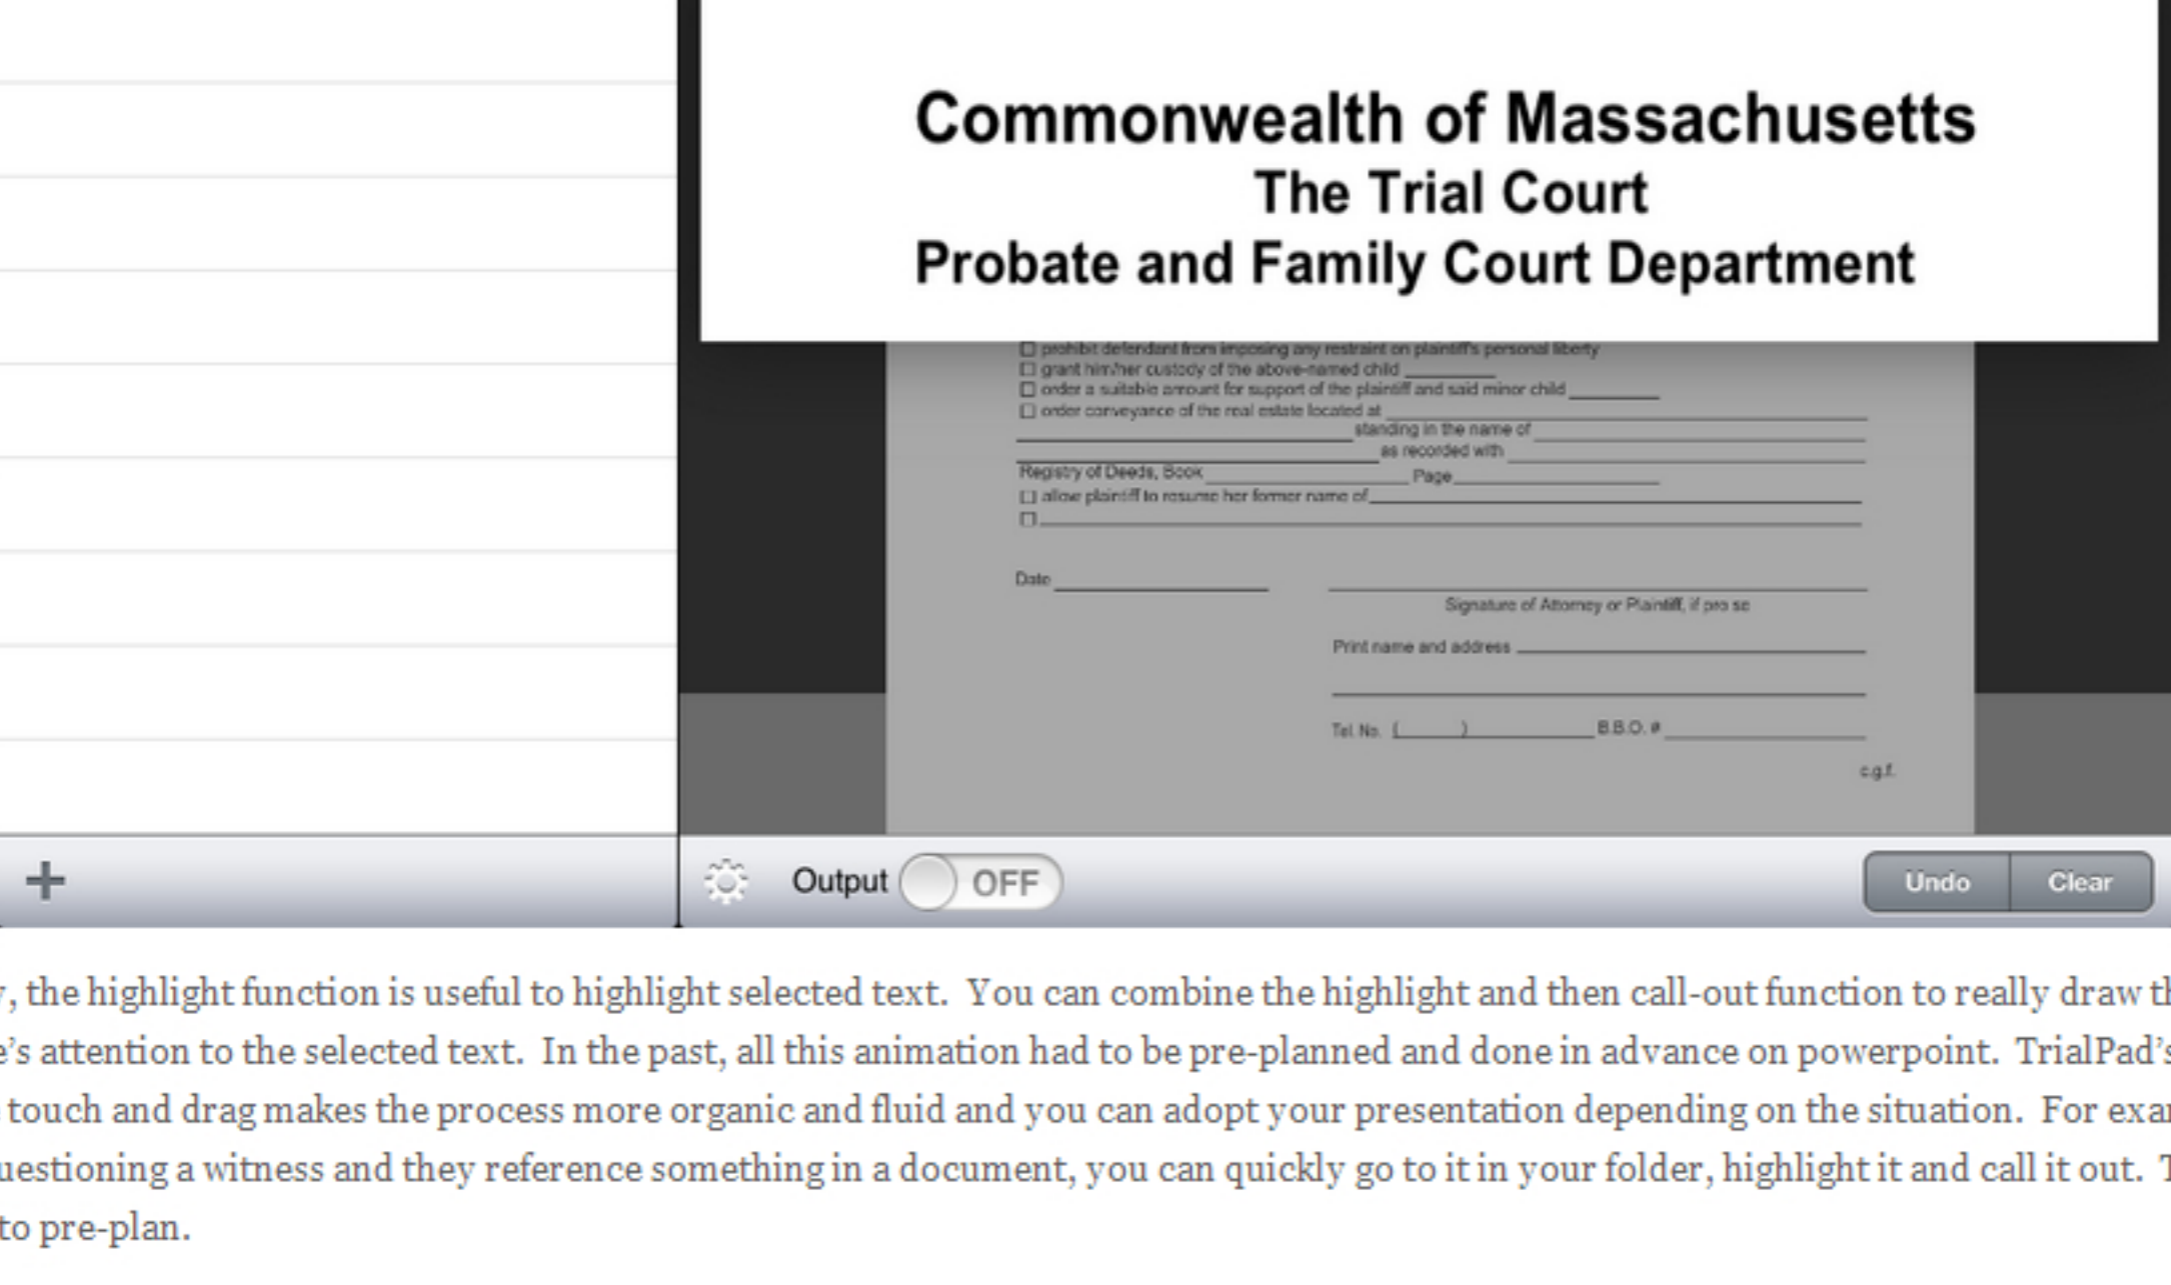 Commonwealth of Massachusetts
The Trial Court
Probate and Family Court Department
prohibit defendant from imposing any restraint on plaintiff's personal liberty
grant him/her custody of the above-named child
order a suitable amount for support of the plaintiff and said minor child
order conveyance of the real estate located at
standing in the name of
as recorded with
Registry of Deeds, Book Page
allow plaintiff to resume her former name of
Date
Signature of Attorney or Plaintiff, if pro se
Print name and address
Tel. No. ( ) B.B.O. #
c.g.f.
Output OFF Undo Clear
, the highlight function is useful to highlight selected text. You can combine the highlight and then call-out function to really draw th
e’s attention to the selected text. In the past, all this animation had to be pre-planned and done in advance on powerpoint. TrialPad’s
touch and drag makes the process more organic and fluid and you can adopt your presentation depending on the situation. For exa
uestioning a witness and they reference something in a document, you can quickly go to it in your folder, highlight it and call it out. T
to pre-plan.